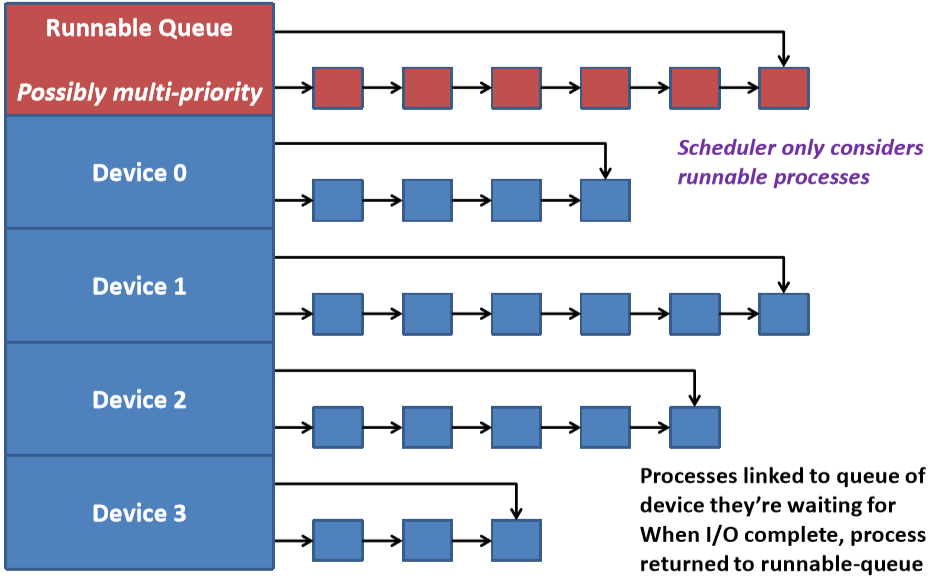 Runnable Queue
Possibly multi-priority
Scheduler only considers
runnable processes
Device 0
Device 1
Device 2
Device 3
Processes linked to queue of
device they’re waiting for
When I/O complete, process
returned to runnable-queue